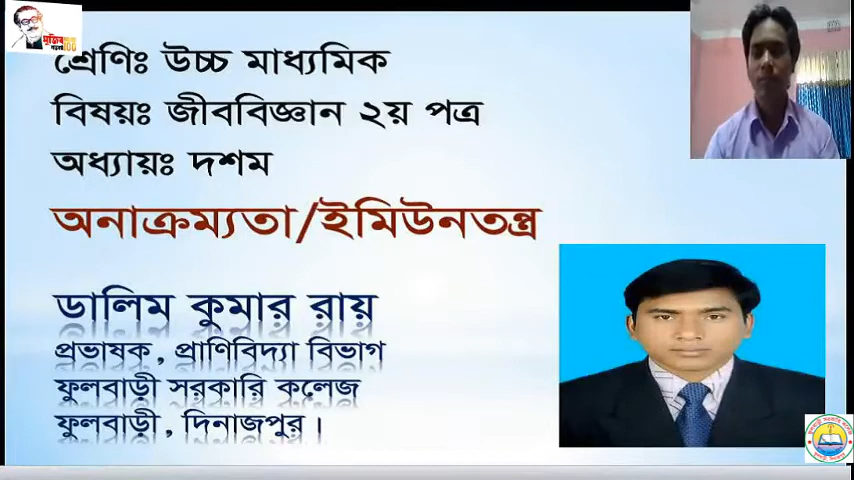 শ্রেণিঃ উচ্চ মাধ্যমিক
বিষয়ঃ জীববিজ্ঞান ২য় পত্র
অধ্যায়ঃ দশম
অনাক্রম্যতা/ইমিউনতন্ত্র
ডালিম কুমার রায়
প্রভাষক, প্রাণিবিদ্যা বিভাগ
ফুলবাড়ী সরকারি কলেজ
ফুলবাড়ী, দিনাজপুর।